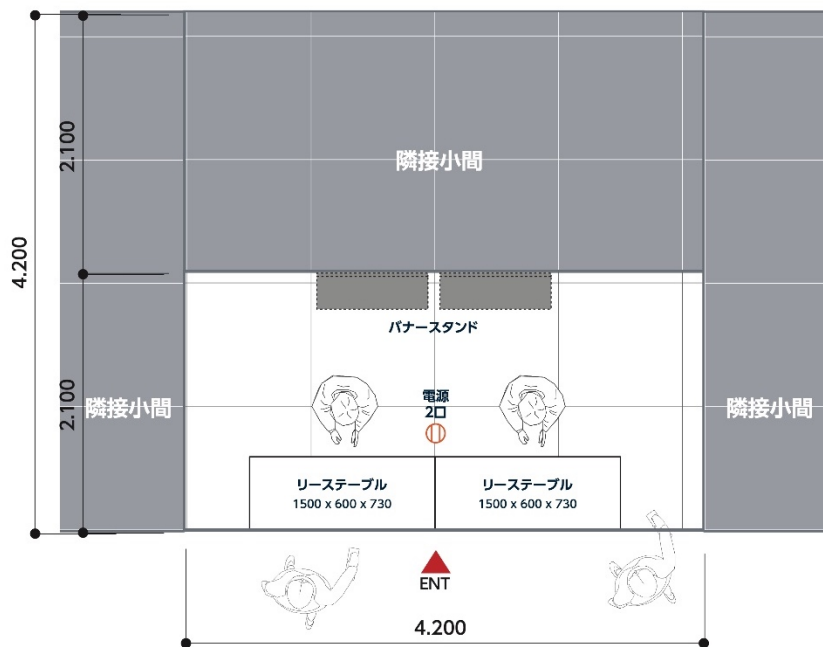 2.100
隣接小間
4.200
バナースタンド
2.100
隣接小間
電源
2口
隣接小間
リーステーブル
1500 x 600 x 730
リーステーブル
1500 x 600 x 730
ENT
4.200